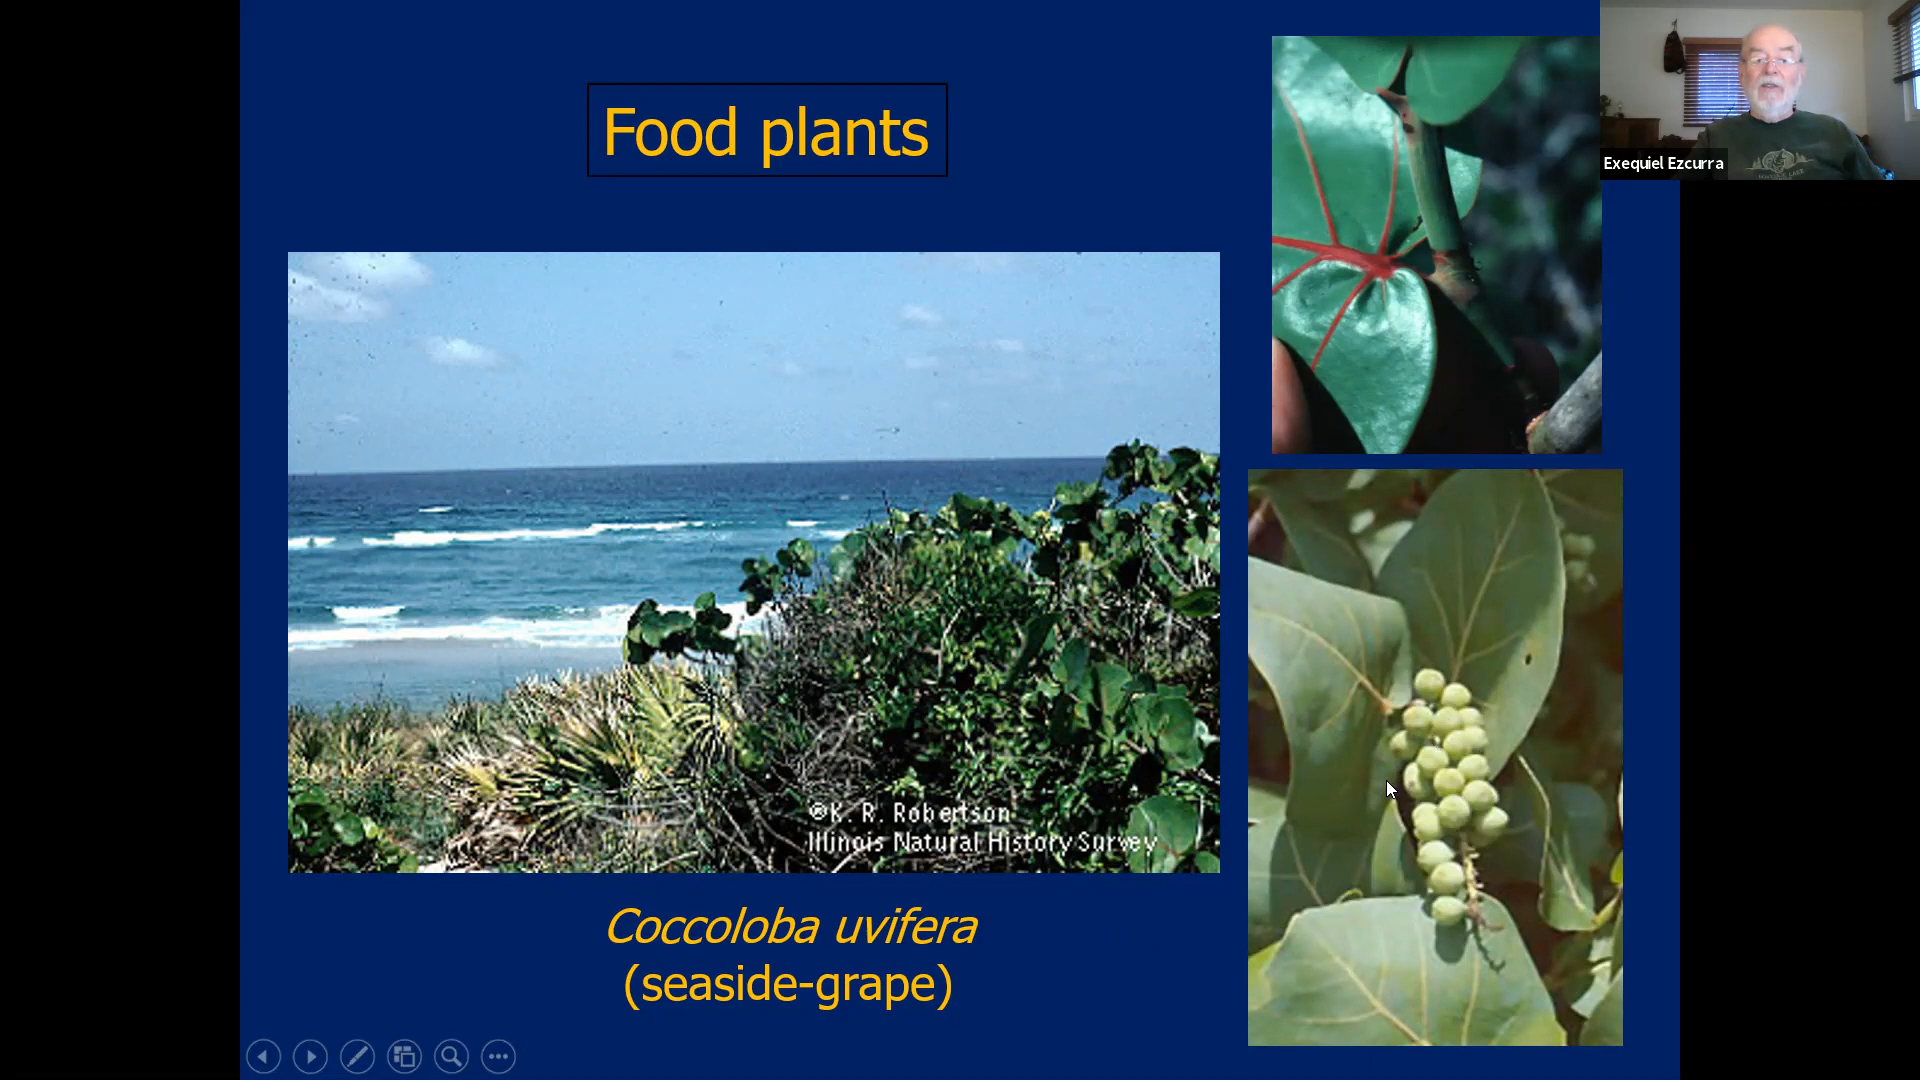 Food plants
Exequiel Ezcurra
©K. R. Robertson
Illinois Natural History Survey
Coccoloba uvifera
(seaside-grape)